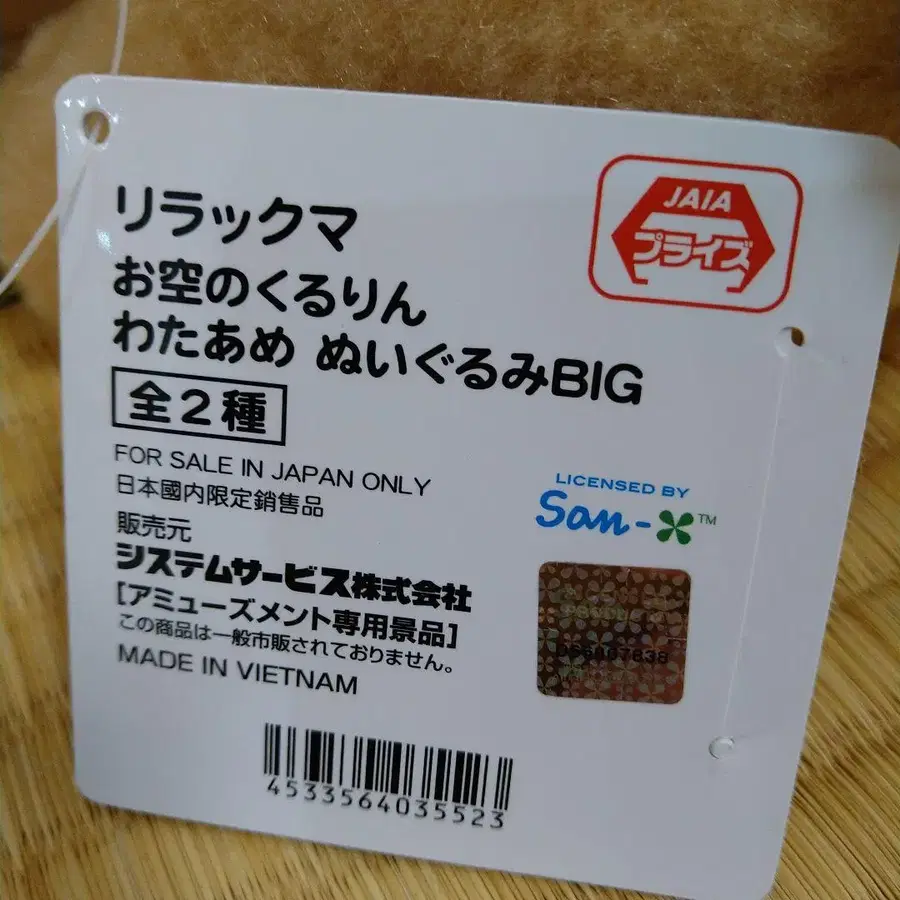 リラックマ
お空のくるりん
わたあめ ぬいぐるみBIG
全2種
FOR SALE IN JAPAN ONLY
日本國内限定銷售品
販売元
システムサービス株式会社
[アミューズメント専用景品]
この商品は一般市販されておりません。
MADE IN VIETNAM
4533564035523
JAIA
プライズ
LICENSED BY
San-X™